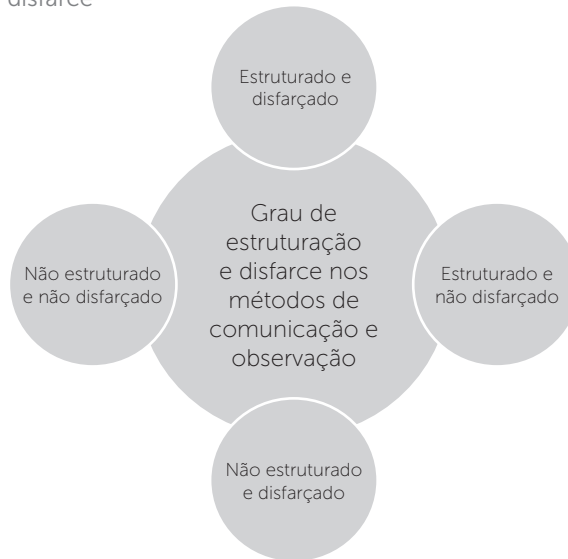 disfarce
Estruturado e
disfarçado
Grau de
estruturação
e disfarce nos
métodos de
comunicação e
observação
Não estruturado
e não disfarçado
Estruturado e
não disfarçado
Não estruturado
e disfarçado